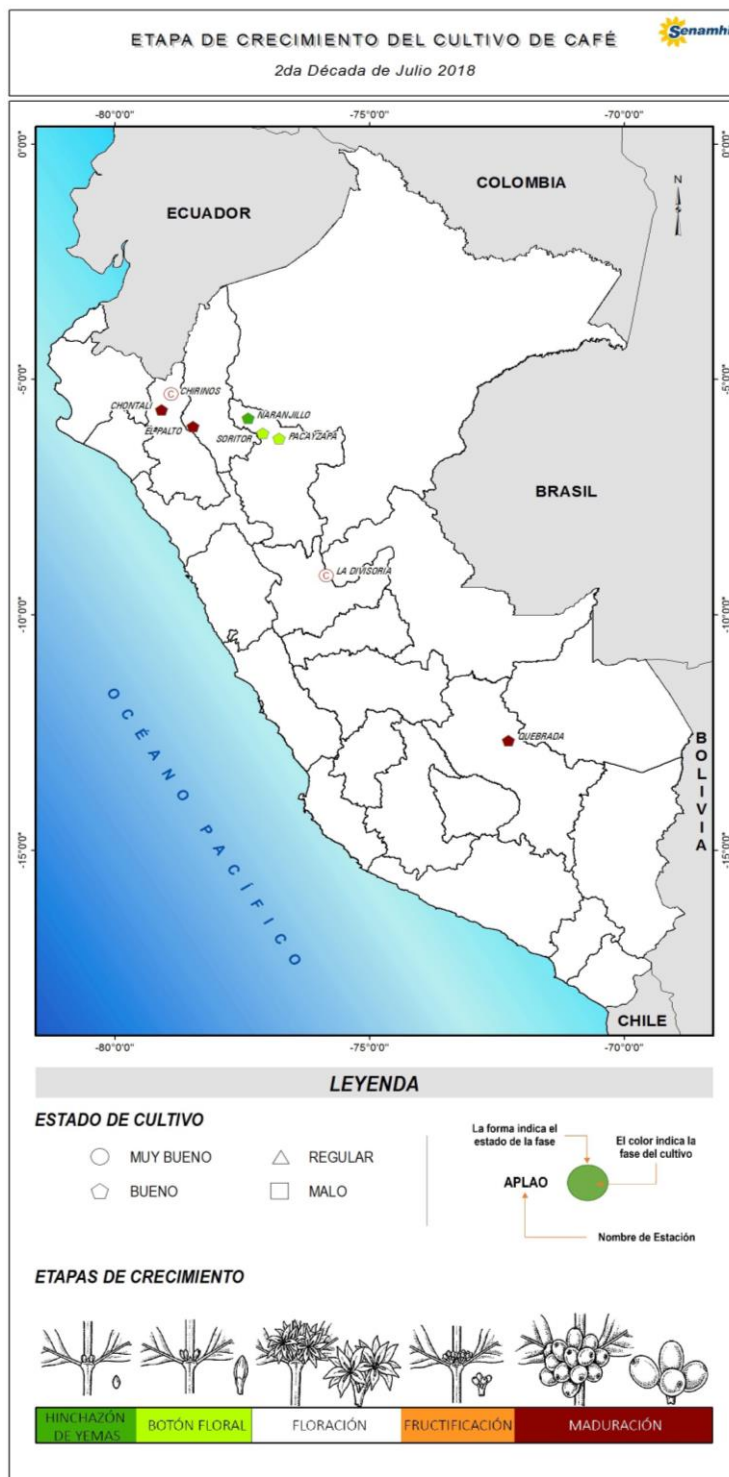 ETAPA DE CRECIMIENTO DEL CULTIVO DE CAFÉ
Senamhi
2da Década de Julio 2018
-80°0'0" -75°0'0" -70°0'0"
0°0'0" 0°0'0"
COLOMBIA
N
ECUADOR
-5°0'0" -5°0'0"
C CHIRINOS
CHONTALI
NARANJILLO
EL PALTO
SORITOR
PACAYZAPA
BRASIL
C LA DIVISORIA
-10°0'0" -10°0'0"
OCÉANO PACÍFICO
QUEBRADA
BOLIVIA
-15°0'0" -15°0'0"
CHILE
-80°0'0" -75°0'0" -70°0'0"
LEYENDA
ESTADO DE CULTIVO
MUY BUENO
REGULAR
BUENO
MALO
La forma indica el
estado de la fase
El color indica la
fase del cultivo
APLAO
Nombre de Estación
ETAPAS DE CRECIMIENTO
HINCHAZÓN
DE YEMAS
BOTÓN FLORAL
FLORACIÓN
FRUCTIFICACIÓN
MADURACIÓN